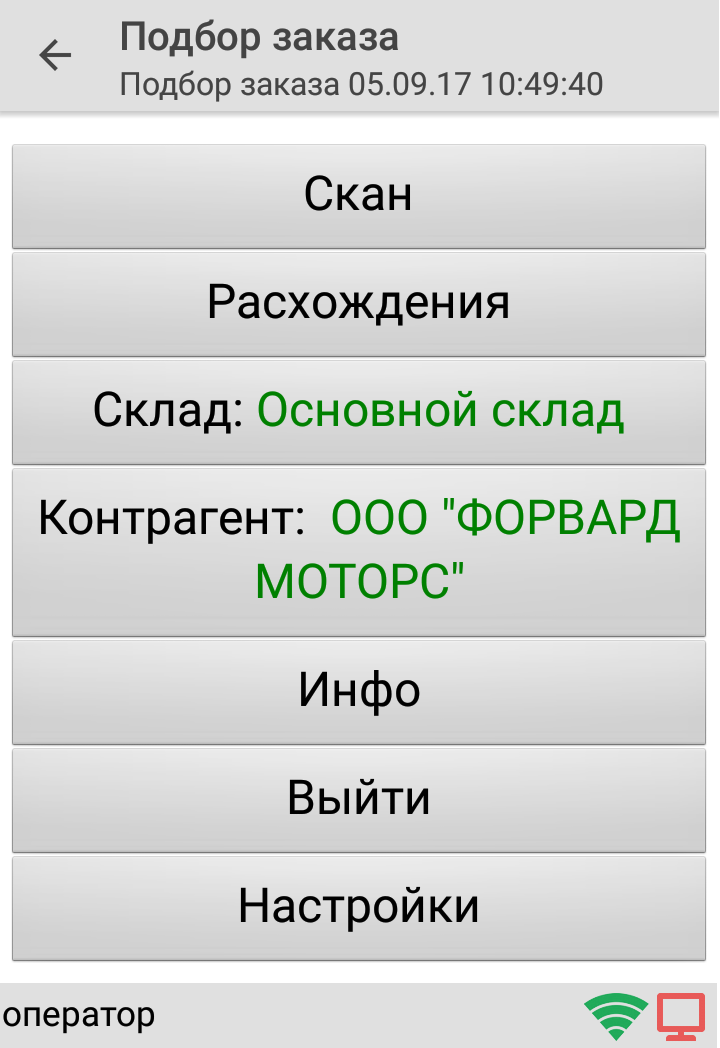 Подбор заказа
Подбор заказа 05.09.17 10:49:40
Скан
Расхождения
Склад: Основной склад
Контрагент: ООО "ФОРВАРД
МОТОРС"
Инфо
Выйти
Настройки
оператор